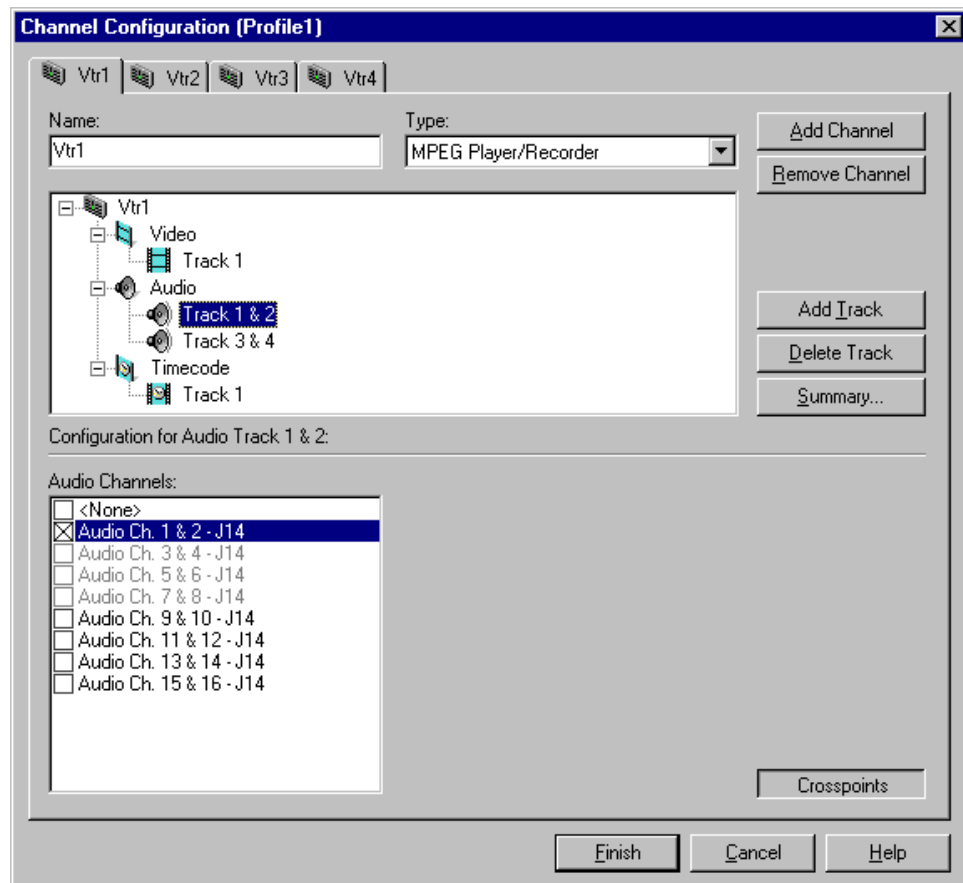 Channel Configuration (Profile1)
Vtr1 Vtr2 Vtr3 Vtr4
Name: Type:
Vtr1 MPEG Player/Recorder
Add Channel
Remove Channel
Vtr1
Video
Track 1
Audio
Track 1 & 2
Track 3 & 4
Timecode
Track 1
Add Track
Delete Track
Summary...
Configuration for Audio Track 1 & 2:
Audio Channels:
<None>
Audio Ch. 1 & 2 - J14
Audio Ch. 3 & 4 - J14
Audio Ch. 5 & 6 - J14
Audio Ch. 7 & 8 - J14
Audio Ch. 9 & 10 - J14
Audio Ch. 11 & 12 - J14
Audio Ch. 13 & 14 - J14
Audio Ch. 15 & 16 - J14
Crosspoints
Finish Cancel Help